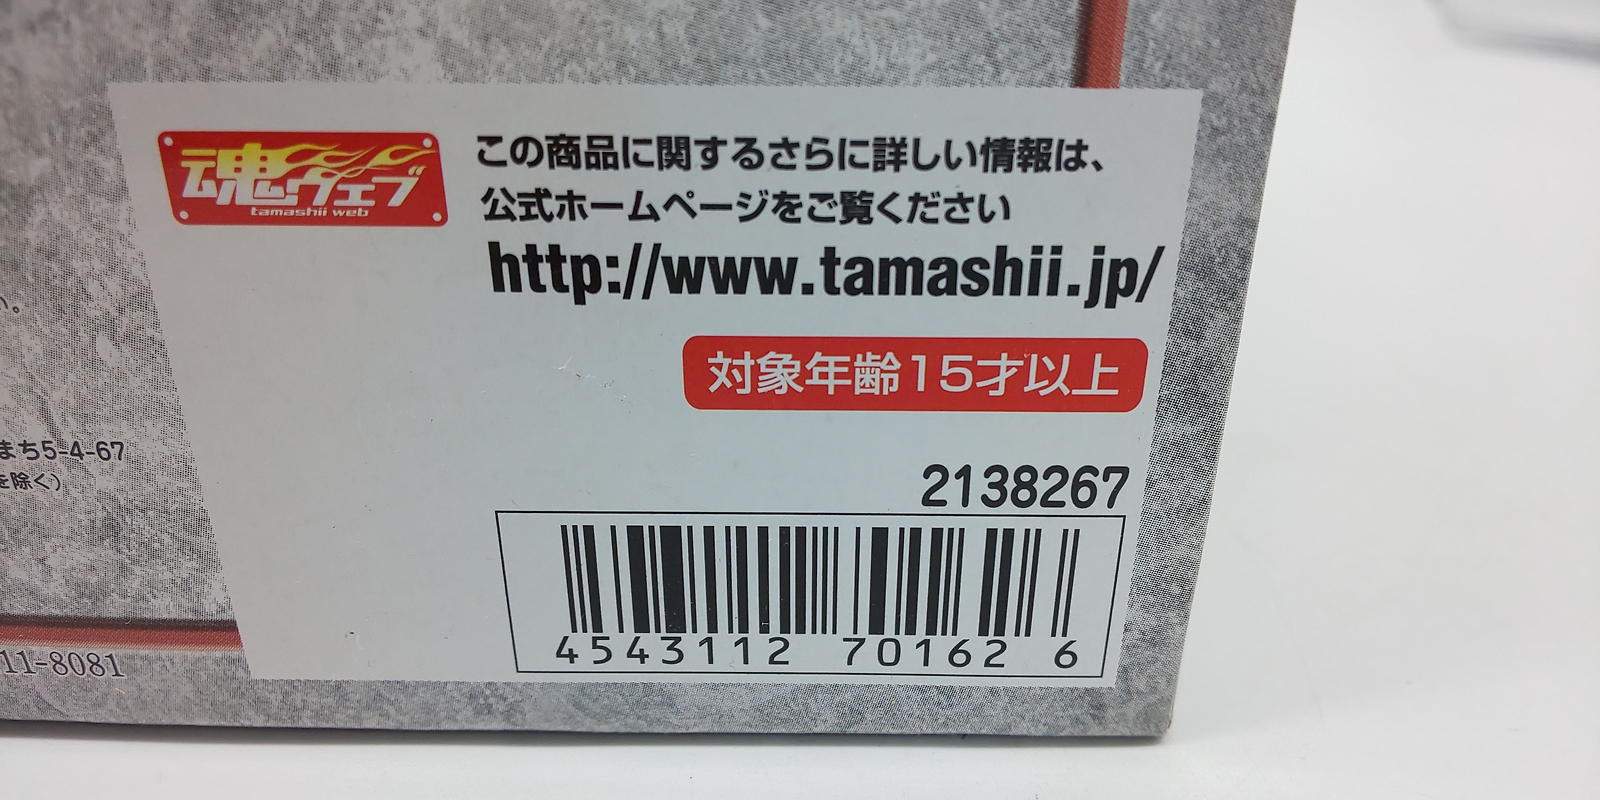 魂ウェブ
tamashii web
この商品に関するさらに詳しい情報は、
公式ホームページをご覧ください
http://www.tamashii.jp/
対象年齢15才以上
い。
まち5-4-67
を除く)
2138267
4543112 70162 6
11-8081